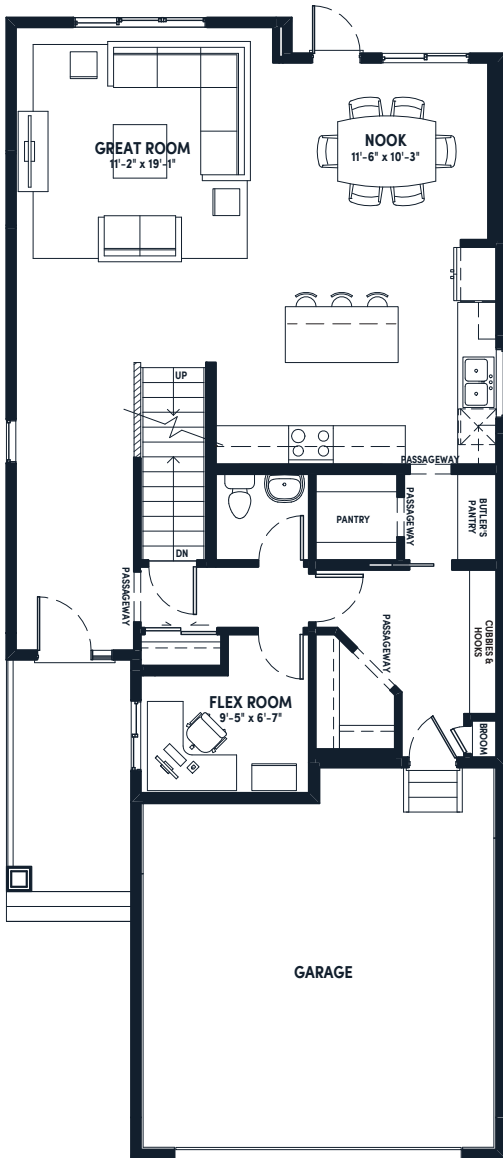 GREAT ROOM
11'-2" x 19'-1"
NOOK
11'-6" x 10'-3"
UP
PASSAGEWAY
PANTRY
PASSAGEWAY
BUTLER'S
PANTRY
DN
PASSAGEWAY
PASSAGEWAY
CUBBIES &
HOOKS
FLEX ROOM
9'-5" x 6'-7"
BROOM
GARAGE